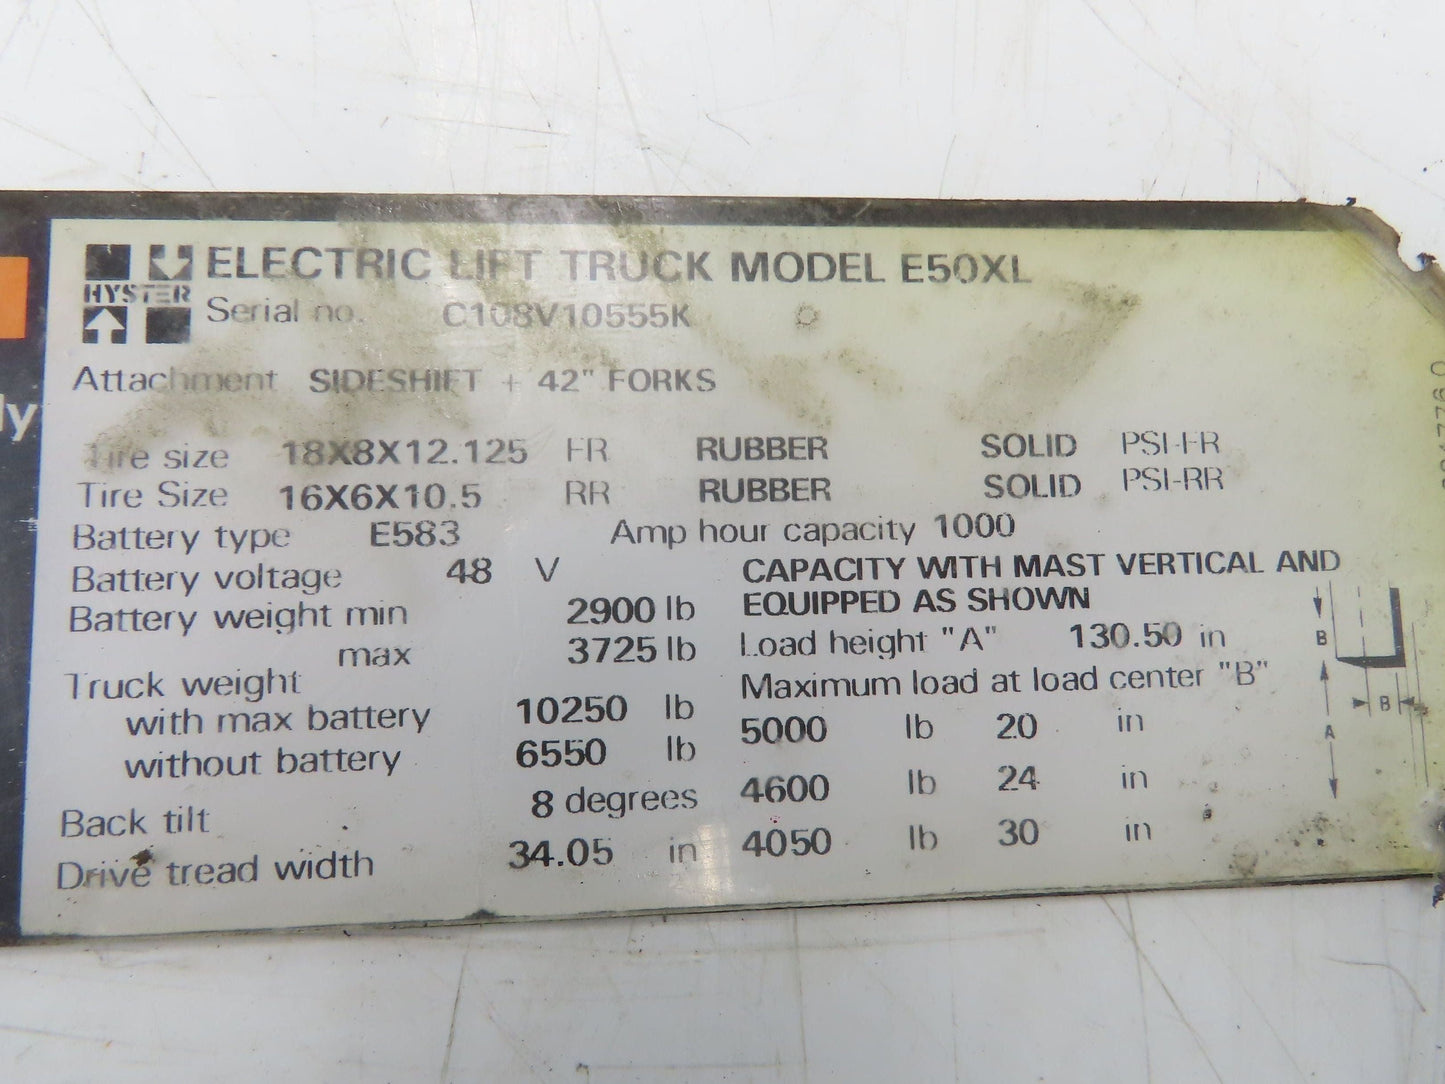 HYSTER
ELECTRIC LIFT TRUCK MODEL E50XL
Serial no. C108V10555K
Attachment SIDESHIFT + 42" FORKS
ly
Tire size 18X8X12.125 FR RUBBER SOLID PSI-FR
Tire Size 16X6X10.5 RR RUBBER SOLID PSI-RR
Battery type E583 Amp hour capacity 1000
Battery voltage 48 V
Battery weight min 2900 lb
max 3725 lb
Truck weight
with max battery 10250 lb
without battery 6550 lb
Back tilt 8 degrees
Drive tread width 34.05 in
CAPACITY WITH MAST VERTICAL AND
EQUIPPED AS SHOWN
Load height "A" 130.50 in
Maximum load at load center "B"
5000 lb 20 in
4600 lb 24 in
4050 lb 30 in
B
B
A